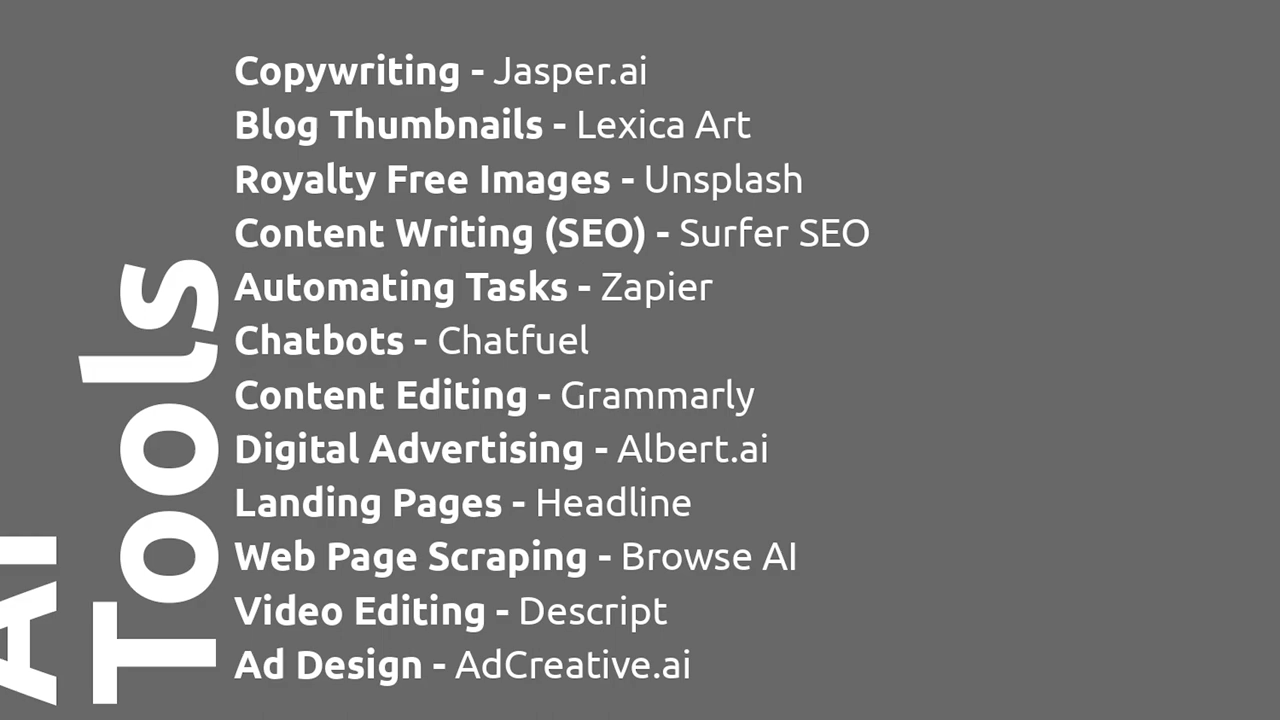 AI
Tools
Copywriting - Jasper.ai
Blog Thumbnails - Lexica Art
Royalty Free Images - Unsplash
Content Writing (SEO) - Surfer SEO
Automating Tasks - Zapier
Chatbots - Chatfuel
Content Editing - Grammarly
Digital Advertising - Albert.ai
Landing Pages - Headline
Web Page Scraping - Browse AI
Video Editing - Descript
Ad Design - AdCreative.ai